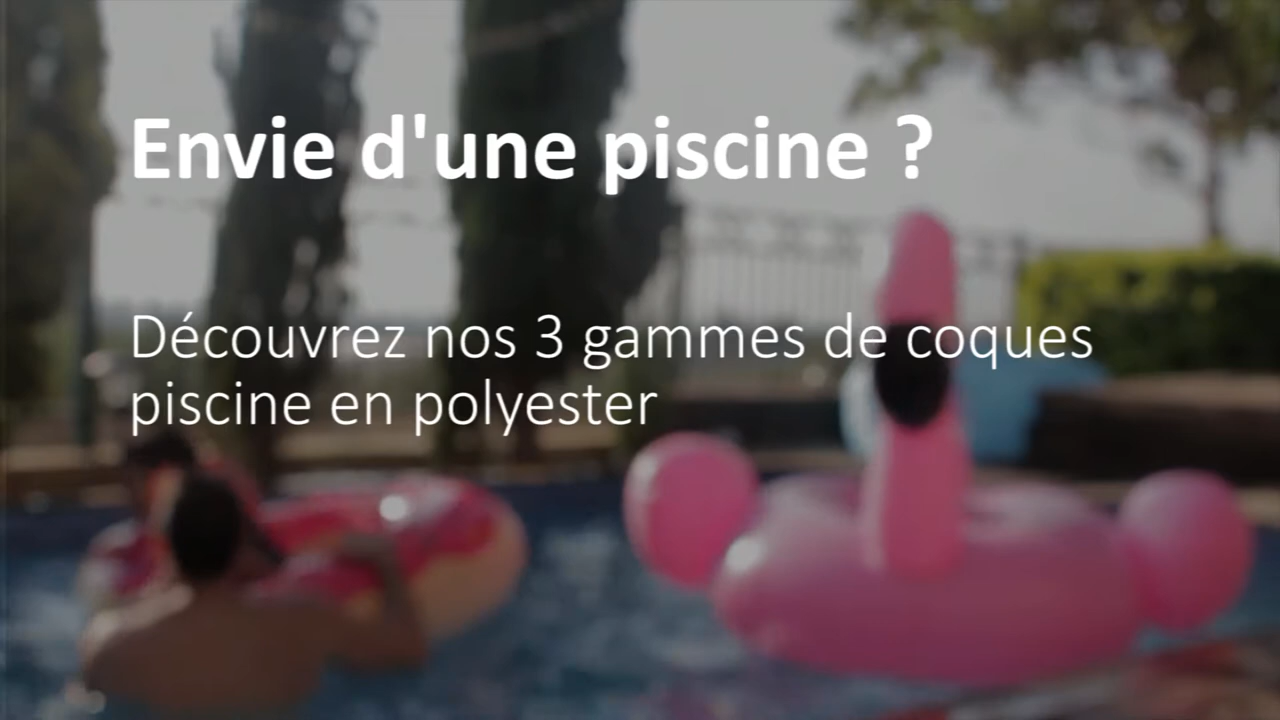 Envie d'une piscine ?
Découvrez nos 3 gammes de coques
piscine en polyester